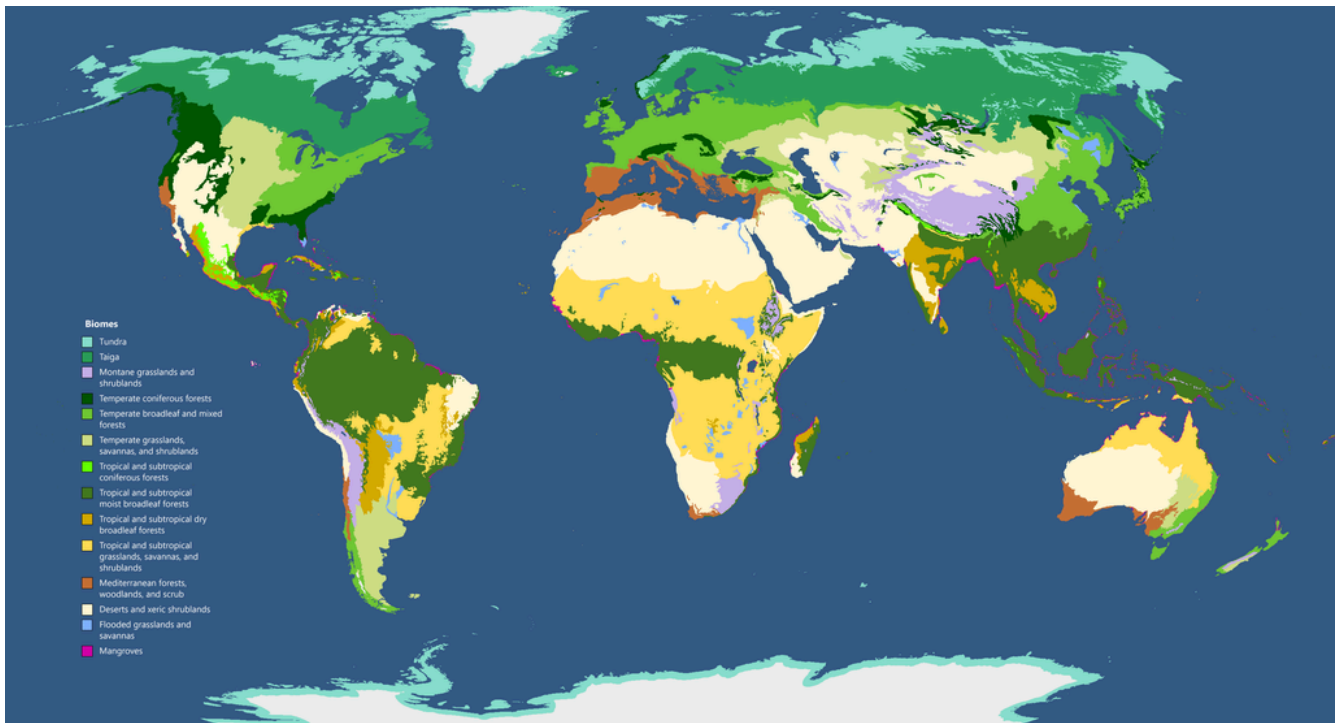 Biomes
Tundra
Taiga
Montane grasslands and
shrublands
Temperate coniferous forests
Temperate broadleaf and mixed
forests
Temperate grasslands,
savannas, and shrublands
Tropical and subtropical
coniferous forests
Tropical and subtropical
moist broadleaf forests
Tropical and subtropical dry
broadleaf forests
Tropical and subtropical
grasslands, savannas, and
shrublands
Mediterranean forests,
woodlands, and scrub
Deserts and xeric shrublands
Flooded grasslands and
savannas
Mangroves